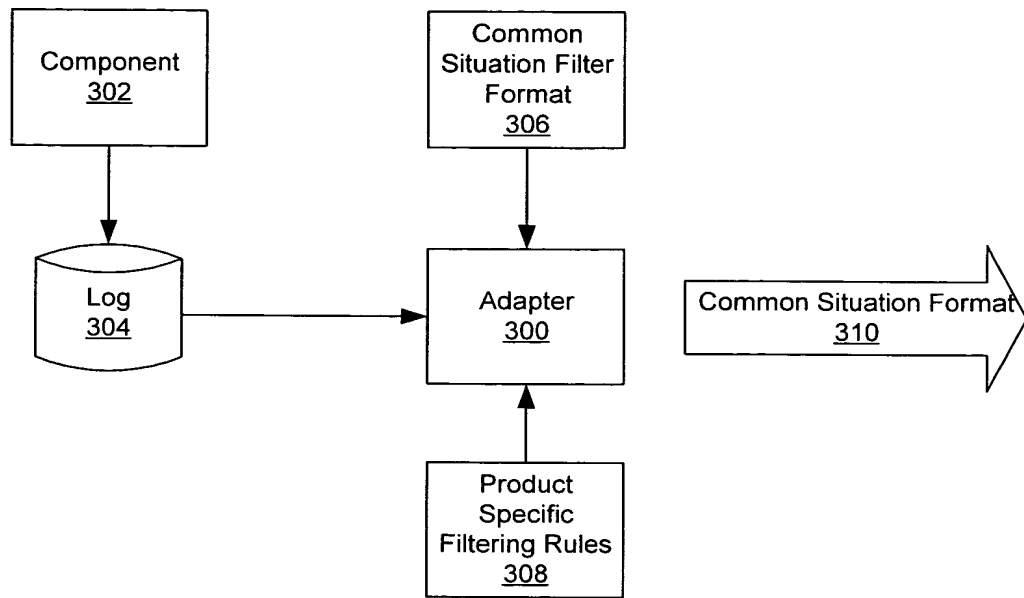 Component
302
Common
Situation Filter
Format
306
Log
304
Adapter
300
Common Situation Format
310
Product
Specific
Filtering Rules
308